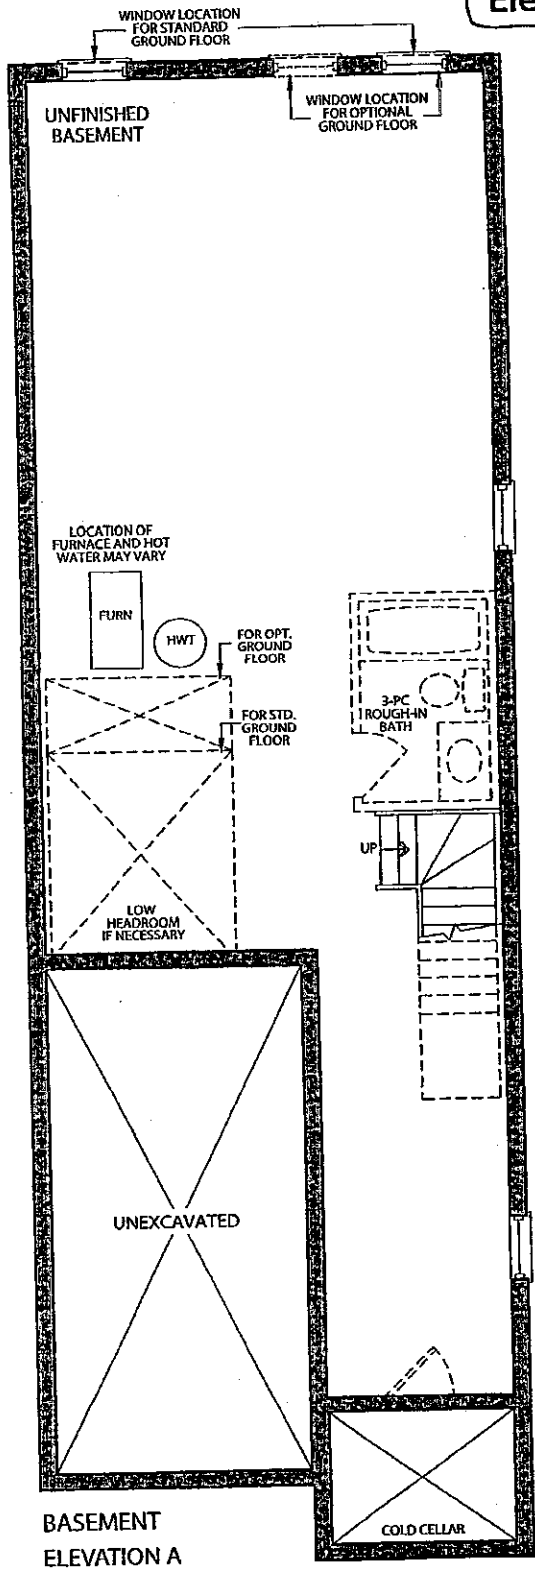 Ele
WINDOW LOCATION
FOR STANDARD
GROUND FLOOR
UNFINISHED
BASEMENT
WINDOW LOCATION
FOR OPTIONAL
GROUND FLOOR
LOCATION OF
FURNACE AND HOT
WATER MAY VARY
FURN
HWT
FOR OPT.
GROUND
FLOOR
3-PC
ROUGH-IN
BATH
FOR STD.
GROUND
FLOOR
UP
LOW
HEADROOM
IF NECESSARY
UNEXCAVATED
COLD CELLAR
BASEMENT
ELEVATION A